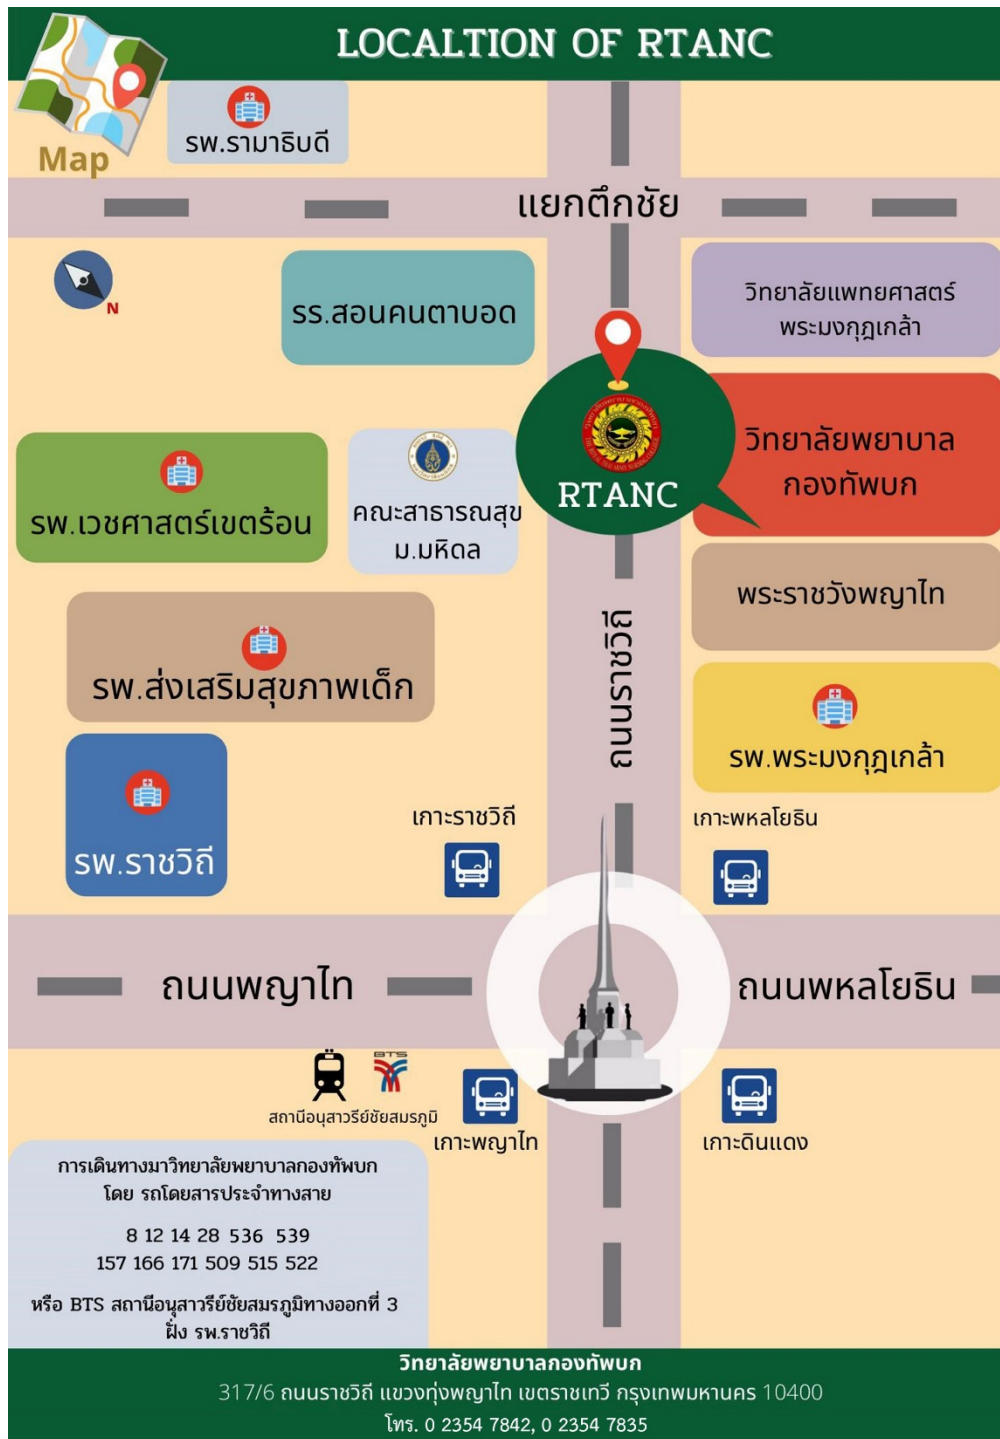 LOCALTION OF RTANC
Map
รพ.รามาธิบดี
แยกตึกชัย
N
รร.สอนคนตาบอด
วิทยาลัยแพทยศาสตร์
พระมงกุฎเกล้า
RTANC
วิทยาลัยพยาบาล
กองทัพบก
รพ.เวชศาสตร์เขตร้อน
คณะสาธารณสุข
ม.มหิดล
พระราชวังพญาไท
ถนนราชวิถี
รพ.ส่งเสริมสุขภาพเด็ก
รพ.พระมงกุฎเกล้า
รพ.ราชวิถี
เกาะราชวิถี
เกาะพหลโยธิน
ถนนพญาไท
ถนนพหลโยธิน
BTS
สถานีอนุสาวรีย์ชัยสมรภูมิ
เกาะพญาไท
เกาะดินแดง
การเดินทางมาวิทยาลัยพยาบาลกองทัพบก
โดย รถโดยสารประจำทางสาย
8 12 14 28 536 539
157 166 171 509 515 522
หรือ BTS สถานีอนุสาวรีย์ชัยสมรภูมิทางออกที่ 3
ฝั่ง รพ.ราชวิถี
วิทยาลัยพยาบาลกองทัพบก
317/6 ถนนราชวิถี แขวงทุ่งพญาไท เขตราชเทวี กรุงเทพมหานคร 10400
โทร. 0 2354 7842, 0 2354 7835